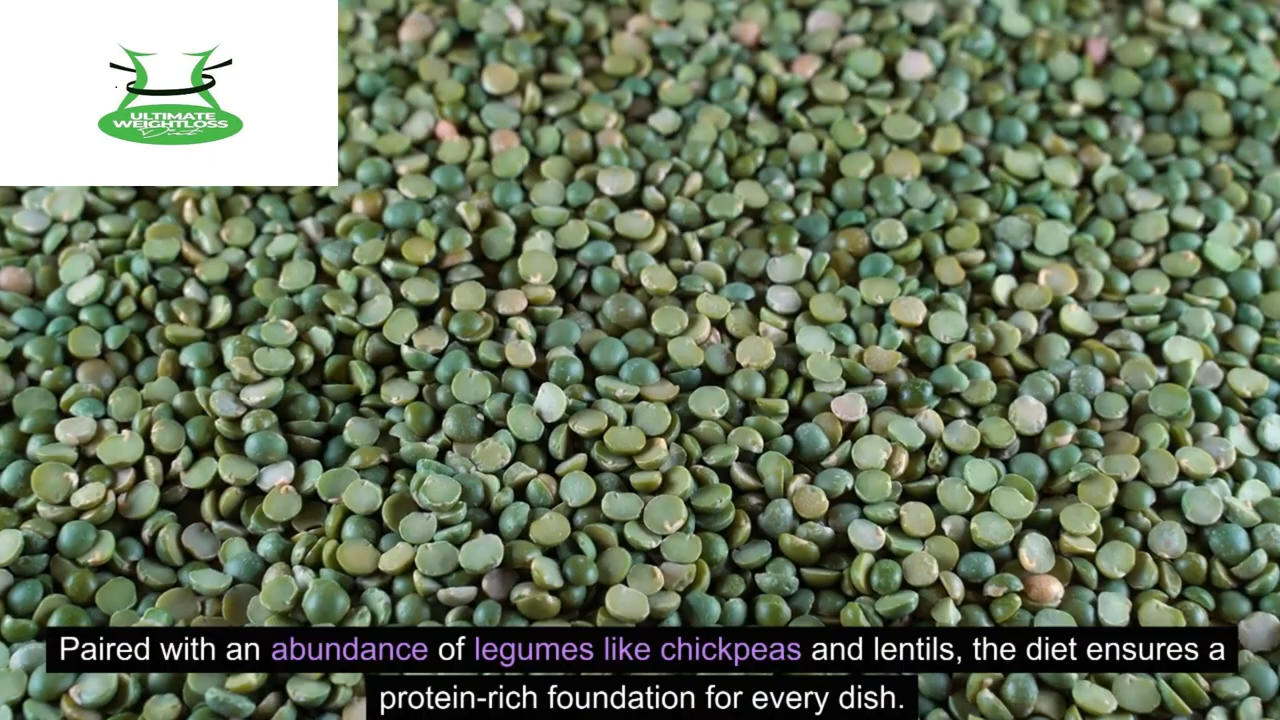 ULTIMATE
WEIGHTLOSS
Diet
Paired with an abundance of legumes like chickpeas and lentils, the diet ensures a
protein-rich foundation for every dish.